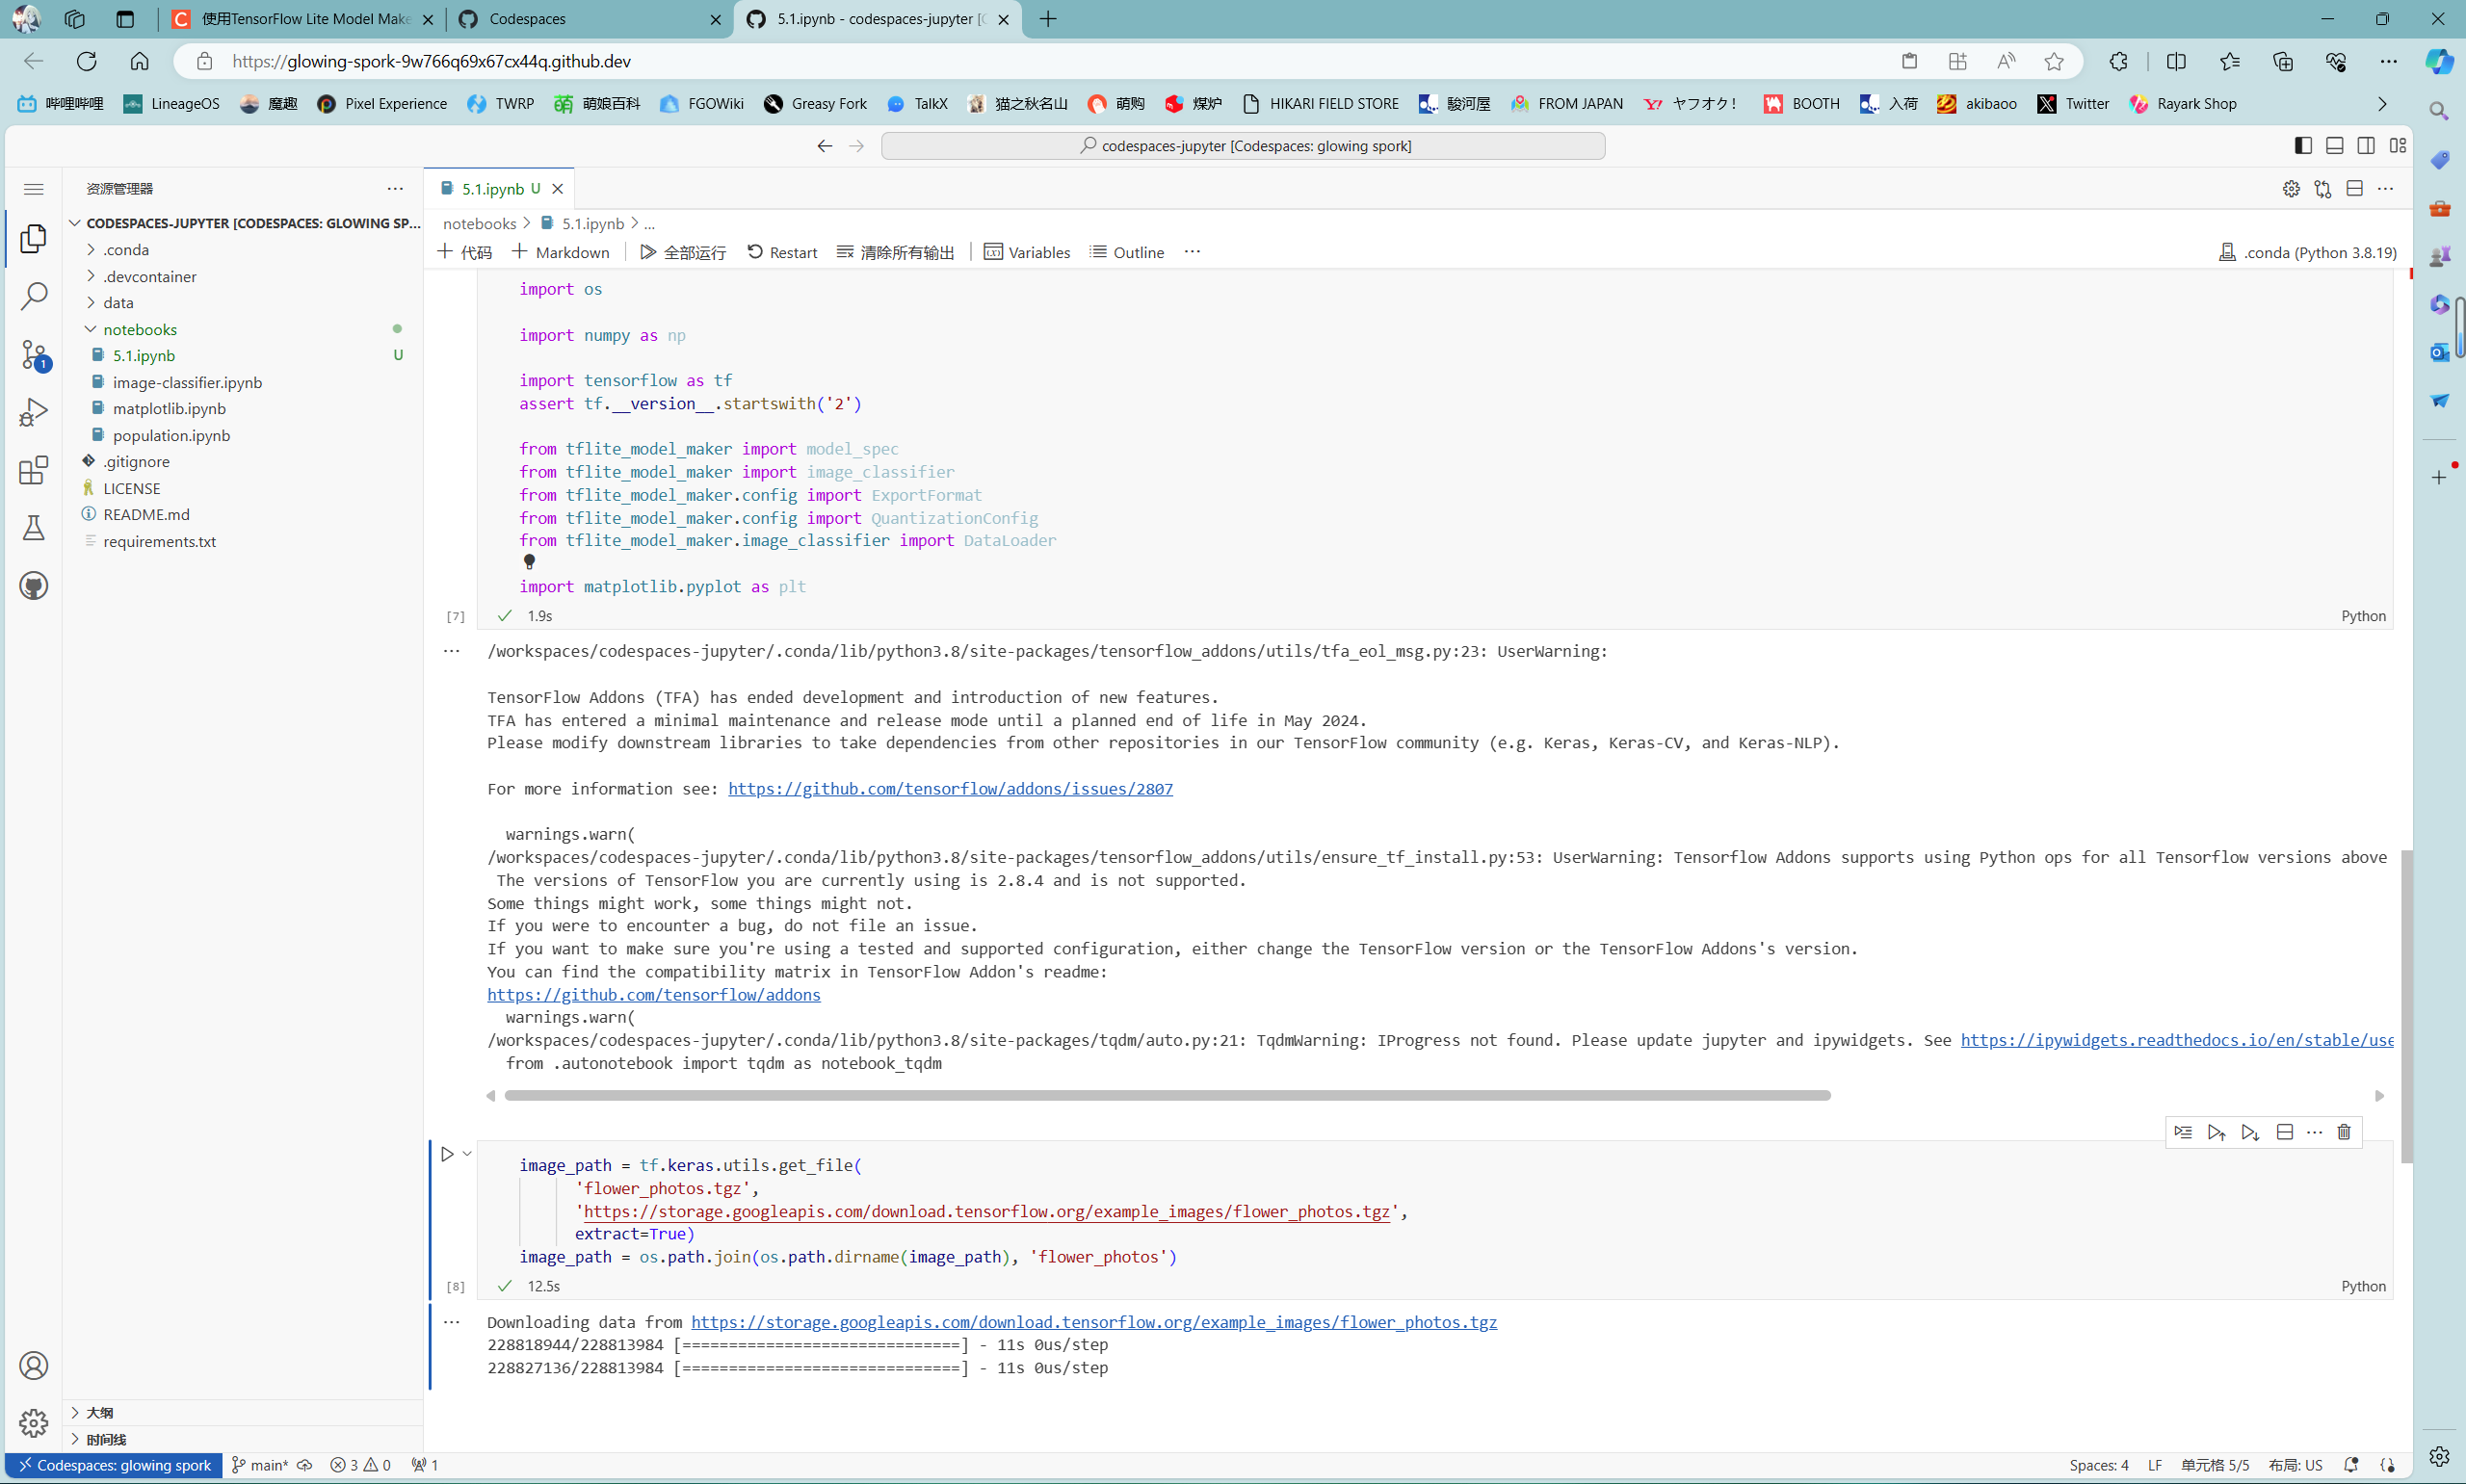 使用TensorFlow Lite Model Make
Codespaces
5.1.ipynb - codespaces-jupyter [C
https://glowing-spork-9w766q69x67cx44q.github.dev
哔哩哔哩 LineageOS 魔趣 Pixel Experience TWRP 萌娘百科 FGOWiki Greasy Fork TalkX 猫之秋名山 萌购 煤炉 HIKARI FIELD STORE 駿河屋 FROM JAPAN ヤフオク! BOOTH 入荷 akibaoo Twitter Rayark Shop
codespaces-jupyter [Codespaces: glowing spork]
资源管理器
CODESPACES-JUPYTER [CODESPACES: GLOWING SP...
.conda
.devcontainer
data
notebooks
5.1.ipynb U
image-classifier.ipynb
matplotlib.ipynb
population.ipynb
.gitignore
LICENSE
README.md
requirements.txt
1
大纲
时间线
5.1.ipynb U
notebooks > 5.1.ipynb > ...
代码 Markdown 全部运行 Restart 清除所有输出 Variables Outline ...
.conda (Python 3.8.19)
import os
import numpy as np
import tensorflow as tf
assert tf.__version__.startswith('2')
from tflite_model_maker import model_spec
from tflite_model_maker import image_classifier
from tflite_model_maker.config import ExportFormat
from tflite_model_maker.config import QuantizationConfig
from tflite_model_maker.image_classifier import DataLoader
import matplotlib.pyplot as plt
[7] 1.9s Python
/workspaces/codespaces-jupyter/.conda/lib/python3.8/site-packages/tensorflow_addons/utils/tfa_eol_msg.py:23: UserWarning:
TensorFlow Addons (TFA) has ended development and introduction of new features.
TFA has entered a minimal maintenance and release mode until a planned end of life in May 2024.
Please modify downstream libraries to take dependencies from other repositories in our TensorFlow community (e.g. Keras, Keras-CV, and Keras-NLP).
For more information see: https://github.com/tensorflow/addons/issues/2807
warnings.warn(
/workspaces/codespaces-jupyter/.conda/lib/python3.8/site-packages/tensorflow_addons/utils/ensure_tf_install.py:53: UserWarning: Tensorflow Addons supports using Python ops for all Tensorflow versions above
The versions of TensorFlow you are currently using is 2.8.4 and is not supported.
Some things might work, some things might not.
If you were to encounter a bug, do not file an issue.
If you want to make sure you're using a tested and supported configuration, either change the TensorFlow version or the TensorFlow Addons's version.
You can find the compatibility matrix in TensorFlow Addon's readme:
https://github.com/tensorflow/addons
warnings.warn(
/workspaces/codespaces-jupyter/.conda/lib/python3.8/site-packages/tqdm/auto.py:21: TqdmWarning: IProgress not found. Please update jupyter and ipywidgets. See https://ipywidgets.readthedocs.io/en/stable/use
from .autonotebook import tqdm as notebook_tqdm
image_path = tf.keras.utils.get_file(
'flower_photos.tgz',
'https://storage.googleapis.com/download.tensorflow.org/example_images/flower_photos.tgz',
extract=True)
image_path = os.path.join(os.path.dirname(image_path), 'flower_photos')
[8] 12.5s Python
Downloading data from https://storage.googleapis.com/download.tensorflow.org/example_images/flower_photos.tgz
228818944/228813984 [==============================] - 11s 0us/step
228827136/228813984 [==============================] - 11s 0us/step
Codespaces: glowing spork main* 3 0 1
Spaces: 4 LF 单元格 5/5 布局: US